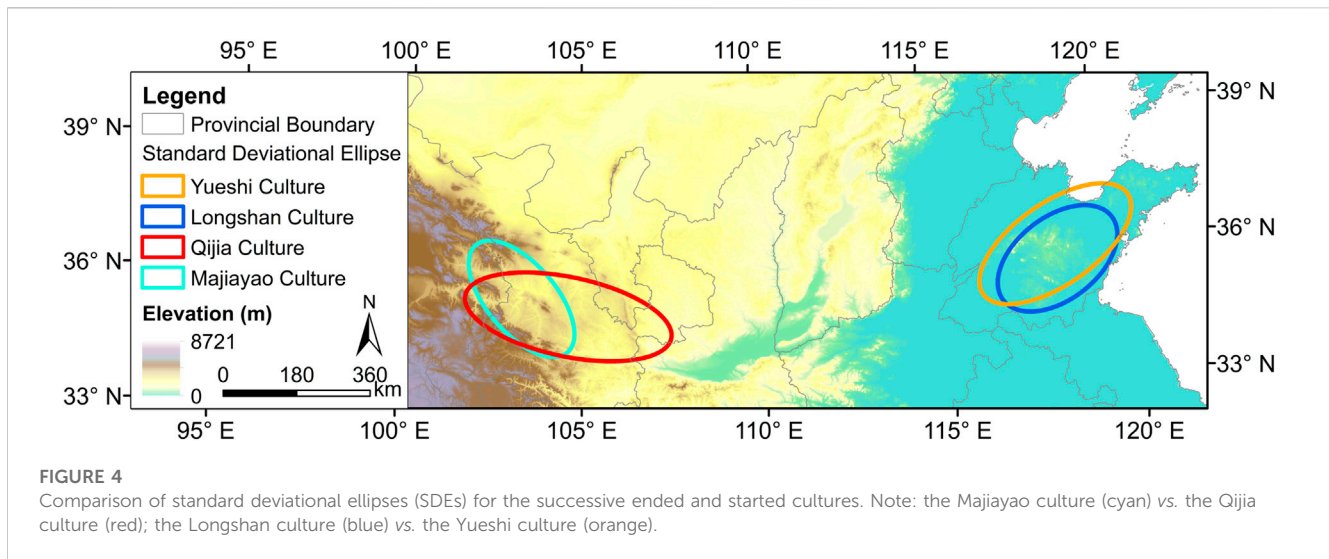 95° E 100° E 105° E 110° E 115° E 120° E
Legend
Provincial Boundary
Standard Deviational Ellipse
Yueshi Culture
Longshan Culture
Qijia Culture
Majiayao Culture
Elevation (m)
8721
0
N
0 180 360
km
39° N
36° N
33° N
39° N
36° N
33° N
95° E 100° E 105° E 110° E 115° E 120° E
FIGURE 4
Comparison of standard deviational ellipses (SDEs) for the successive ended and started cultures. Note: the Majiayao culture (cyan) vs. the Qijia
culture (red); the Longshan culture (blue) vs. the Yueshi culture (orange).